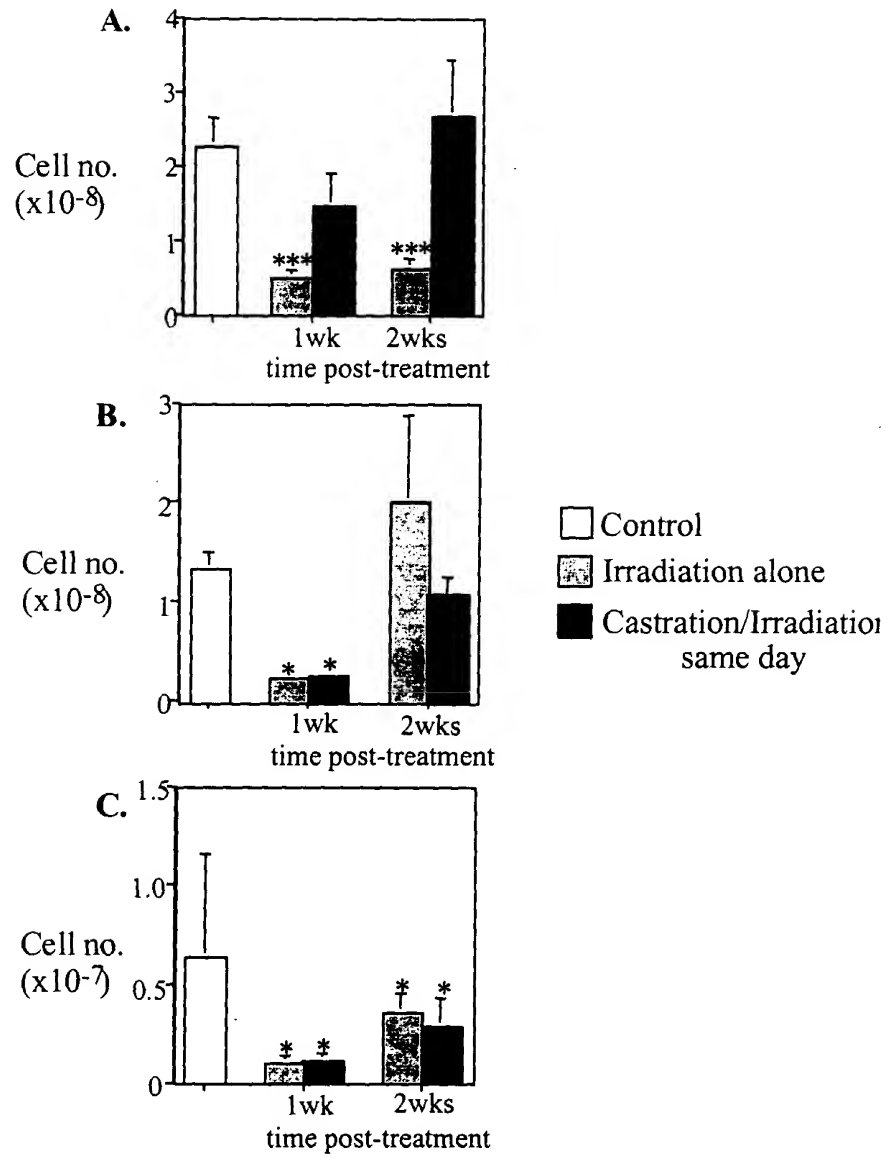 A.
4
3
2
1
0
Cell no.
(x10-8)
***
***
1wk 2wks
time post-treatment
B.
3
2
1
0
Cell no.
(x10-8)
* *
1wk 2wks
time post-treatment
Control
Irradiation alone
Castration/Irradiation
same day
C.
1.5
1.0
0.5
0
Cell no.
(x10-7)
* *
* *
1wk 2wks
time post-treatment